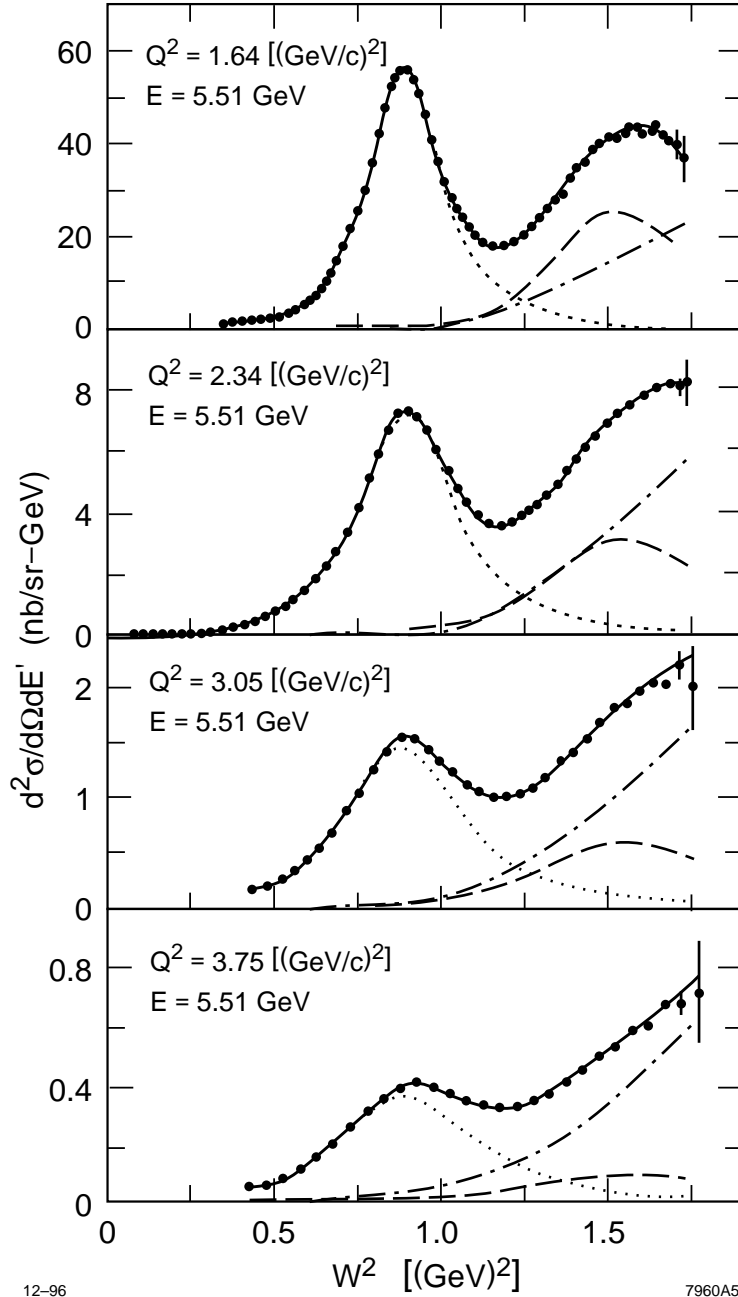 Q² = 1.64 [(GeV/c)²]
E = 5.51 GeV
60
40
20
0
Q² = 2.34 [(GeV/c)²]
E = 5.51 GeV
8
4
0
Q² = 3.05 [(GeV/c)²]
E = 5.51 GeV
2
1
0
Q² = 3.75 [(GeV/c)²]
E = 5.51 GeV
0.8
0.4
0
d²σ/dΩdE' (nb/sr–GeV)
0 0.5 1.0 1.5
W² [(GeV)²]
12–96
7960A5